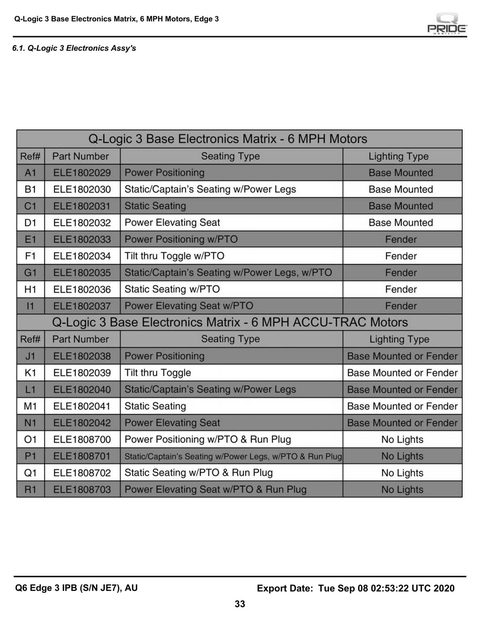 Q-Logic 3 Base Electronics Matrix, 6 MPH Motors, Edge 3
PRIDE
6.1. Q-Logic 3 Electronics Assy's
Q-Logic 3 Base Electronics Matrix - 6 MPH Motors
Ref# Part Number Seating Type Lighting Type
A1 ELE1802029 Power Positioning Base Mounted
B1 ELE1802030 Static/Captain's Seating w/Power Legs Base Mounted
C1 ELE1802031 Static Seating Base Mounted
D1 ELE1802032 Power Elevating Seat Base Mounted
E1 ELE1802033 Power Positioning w/PTO Fender
F1 ELE1802034 Tilt thru Toggle w/PTO Fender
G1 ELE1802035 Static/Captain's Seating w/Power Legs, w/PTO Fender
H1 ELE1802036 Static Seating w/PTO Fender
I1 ELE1802037 Power Elevating Seat w/PTO Fender
Q-Logic 3 Base Electronics Matrix - 6 MPH ACCU-TRAC Motors
Ref# Part Number Seating Type Lighting Type
J1 ELE1802038 Power Positioning Base Mounted or Fender
K1 ELE1802039 Tilt thru Toggle Base Mounted or Fender
L1 ELE1802040 Static/Captain's Seating w/Power Legs Base Mounted or Fender
M1 ELE1802041 Static Seating Base Mounted or Fender
N1 ELE1802042 Power Elevating Seat Base Mounted or Fender
O1 ELE1808700 Power Positioning w/PTO & Run Plug No Lights
P1 ELE1808701 Static/Captain's Seating w/Power Legs, w/PTO & Run Plug No Lights
Q1 ELE1808702 Static Seating w/PTO & Run Plug No Lights
R1 ELE1808703 Power Elevating Seat w/PTO & Run Plug No Lights
Q6 Edge 3 IPB (S/N JE7), AU Export Date: Tue Sep 08 02:53:22 UTC 2020
33